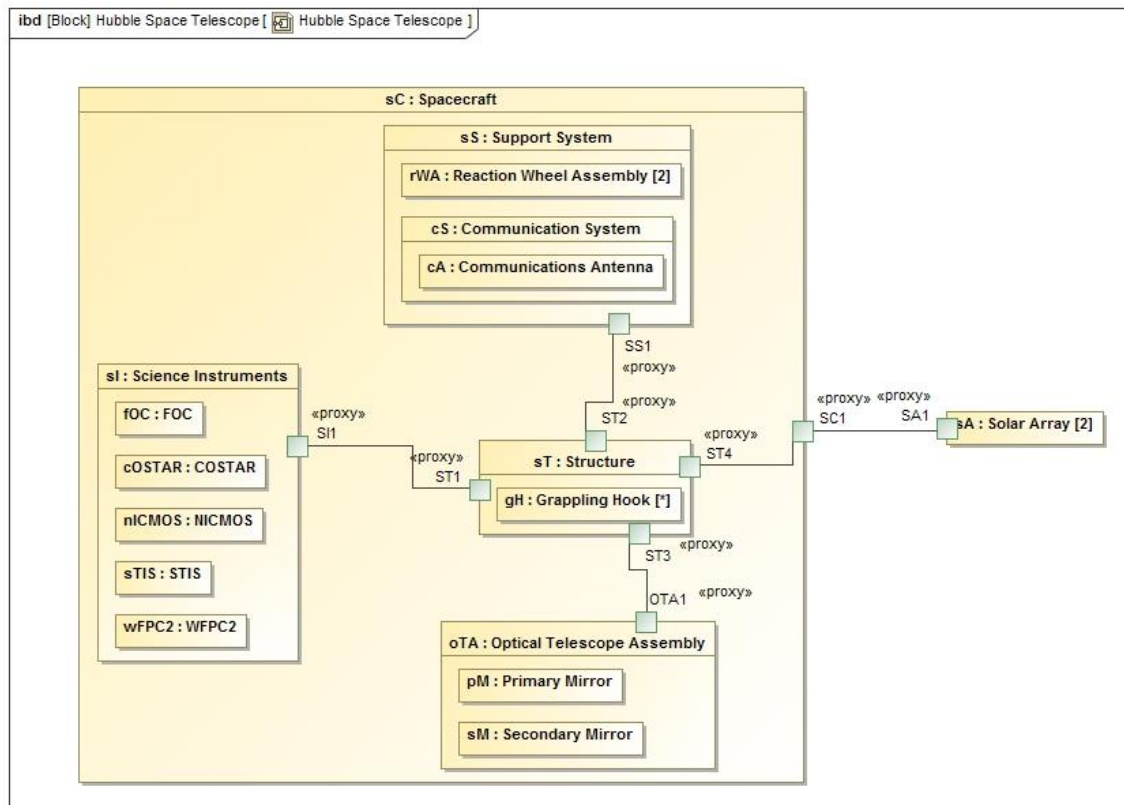 ibd [Block] Hubble Space Telescope [ Hubble Space Telescope ]
sC : Spacecraft
sS : Support System
rWA : Reaction Wheel Assembly [2]
cS : Communication System
cA : Communications Antenna
SS1
«proxy»
sI : Science Instruments
fOC : FOC
cOSTAR : COSTAR
nICMOS : NICMOS
sTIS : STIS
wFPC2 : WFPC2
«proxy»
SI1
«proxy»
ST1
«proxy»
ST2
«proxy»
ST4
sT : Structure
gH : Grappling Hook [*]
«proxy»
SC1
«proxy»
SA1
sA : Solar Array [2]
ST3
«proxy»
OTA1
«proxy»
oTA : Optical Telescope Assembly
pM : Primary Mirror
sM : Secondary Mirror